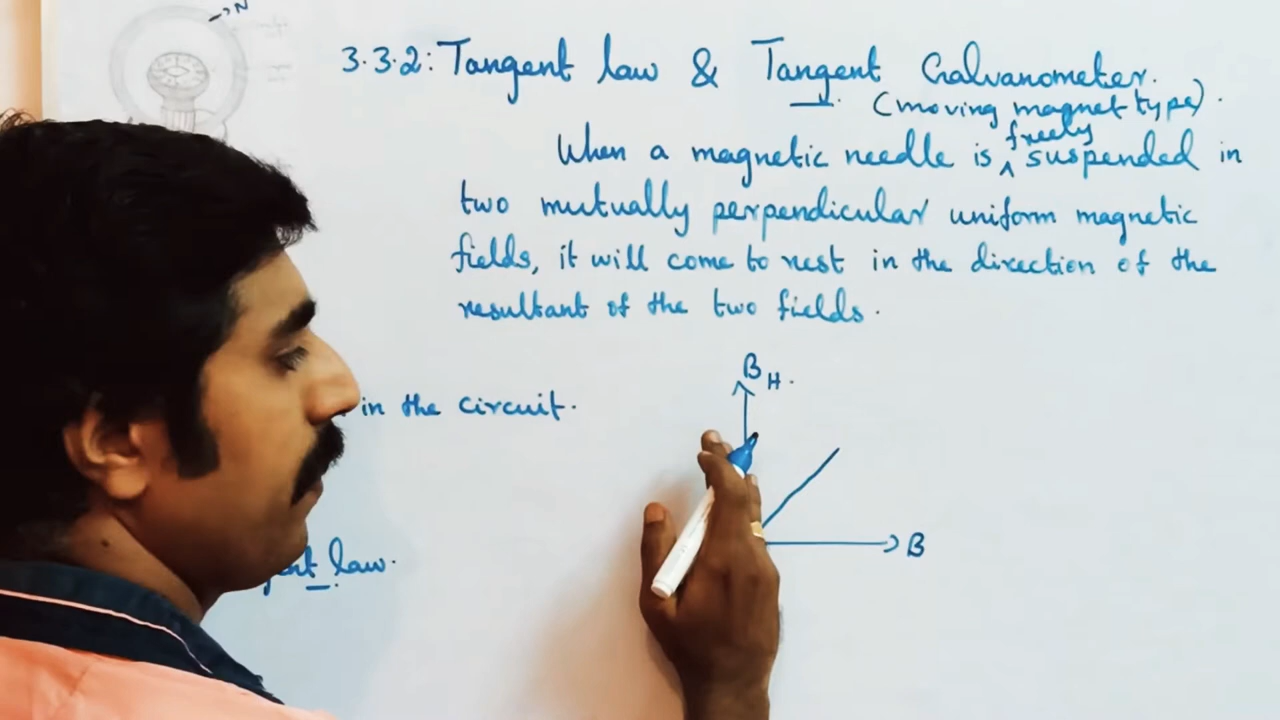 N
3.3.2: Tangent law & Tangent Galvanometer.
(moving magnet type).
When a magnetic needle is ^ freely suspended in
two mutually perpendicular uniform magnetic
fields, it will come to rest in the direction of the
resultant of the two fields.
B H.
in the circuit.
B
law.